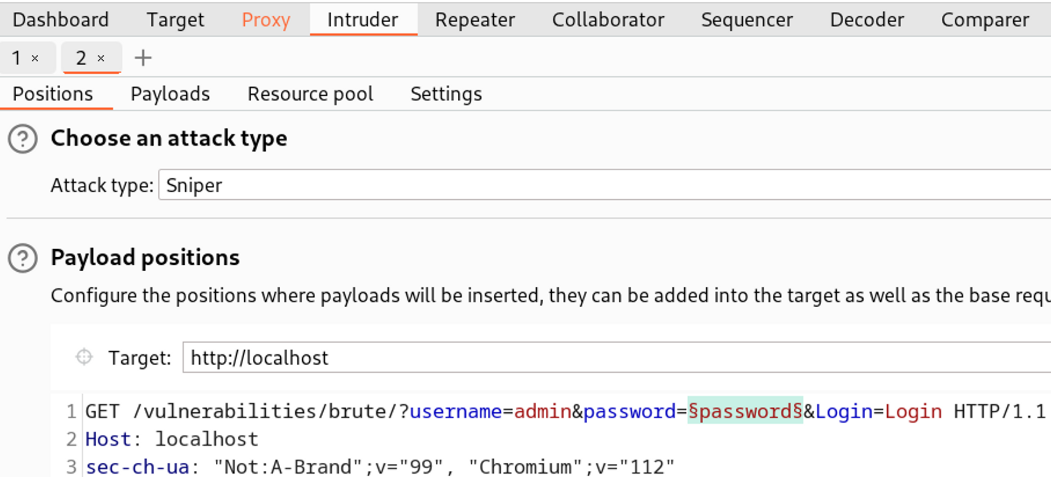 Dashboard Target Proxy Intruder Repeater Collaborator Sequencer Decoder Comparer
1 × 2 × +
Positions Payloads Resource pool Settings
? Choose an attack type
Attack type: Sniper
? Payload positions
Configure the positions where payloads will be inserted, they can be added into the target as well as the base requ
Target: http://localhost
1 GET /vulnerabilities/brute/?username=admin&password=§password§&Login=Login HTTP/1.1
2 Host: localhost
3 sec-ch-ua: "Not:A-Brand";v="99", "Chromium";v="112"